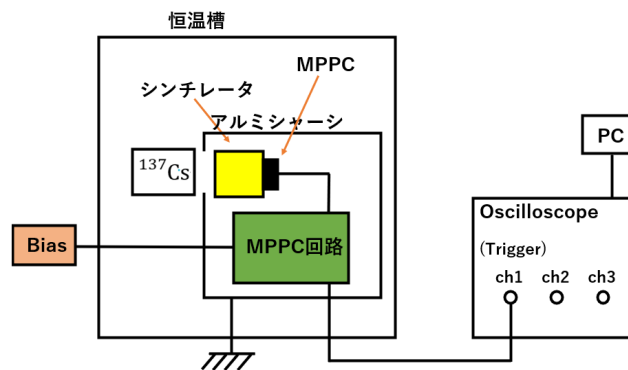 恒温槽
MPPC
シンチレータ
アルミシャーシ
PC
¹³⁷Cs
Oscilloscope
(Trigger)
Bias
MPPC回路
ch1 ch2 ch3